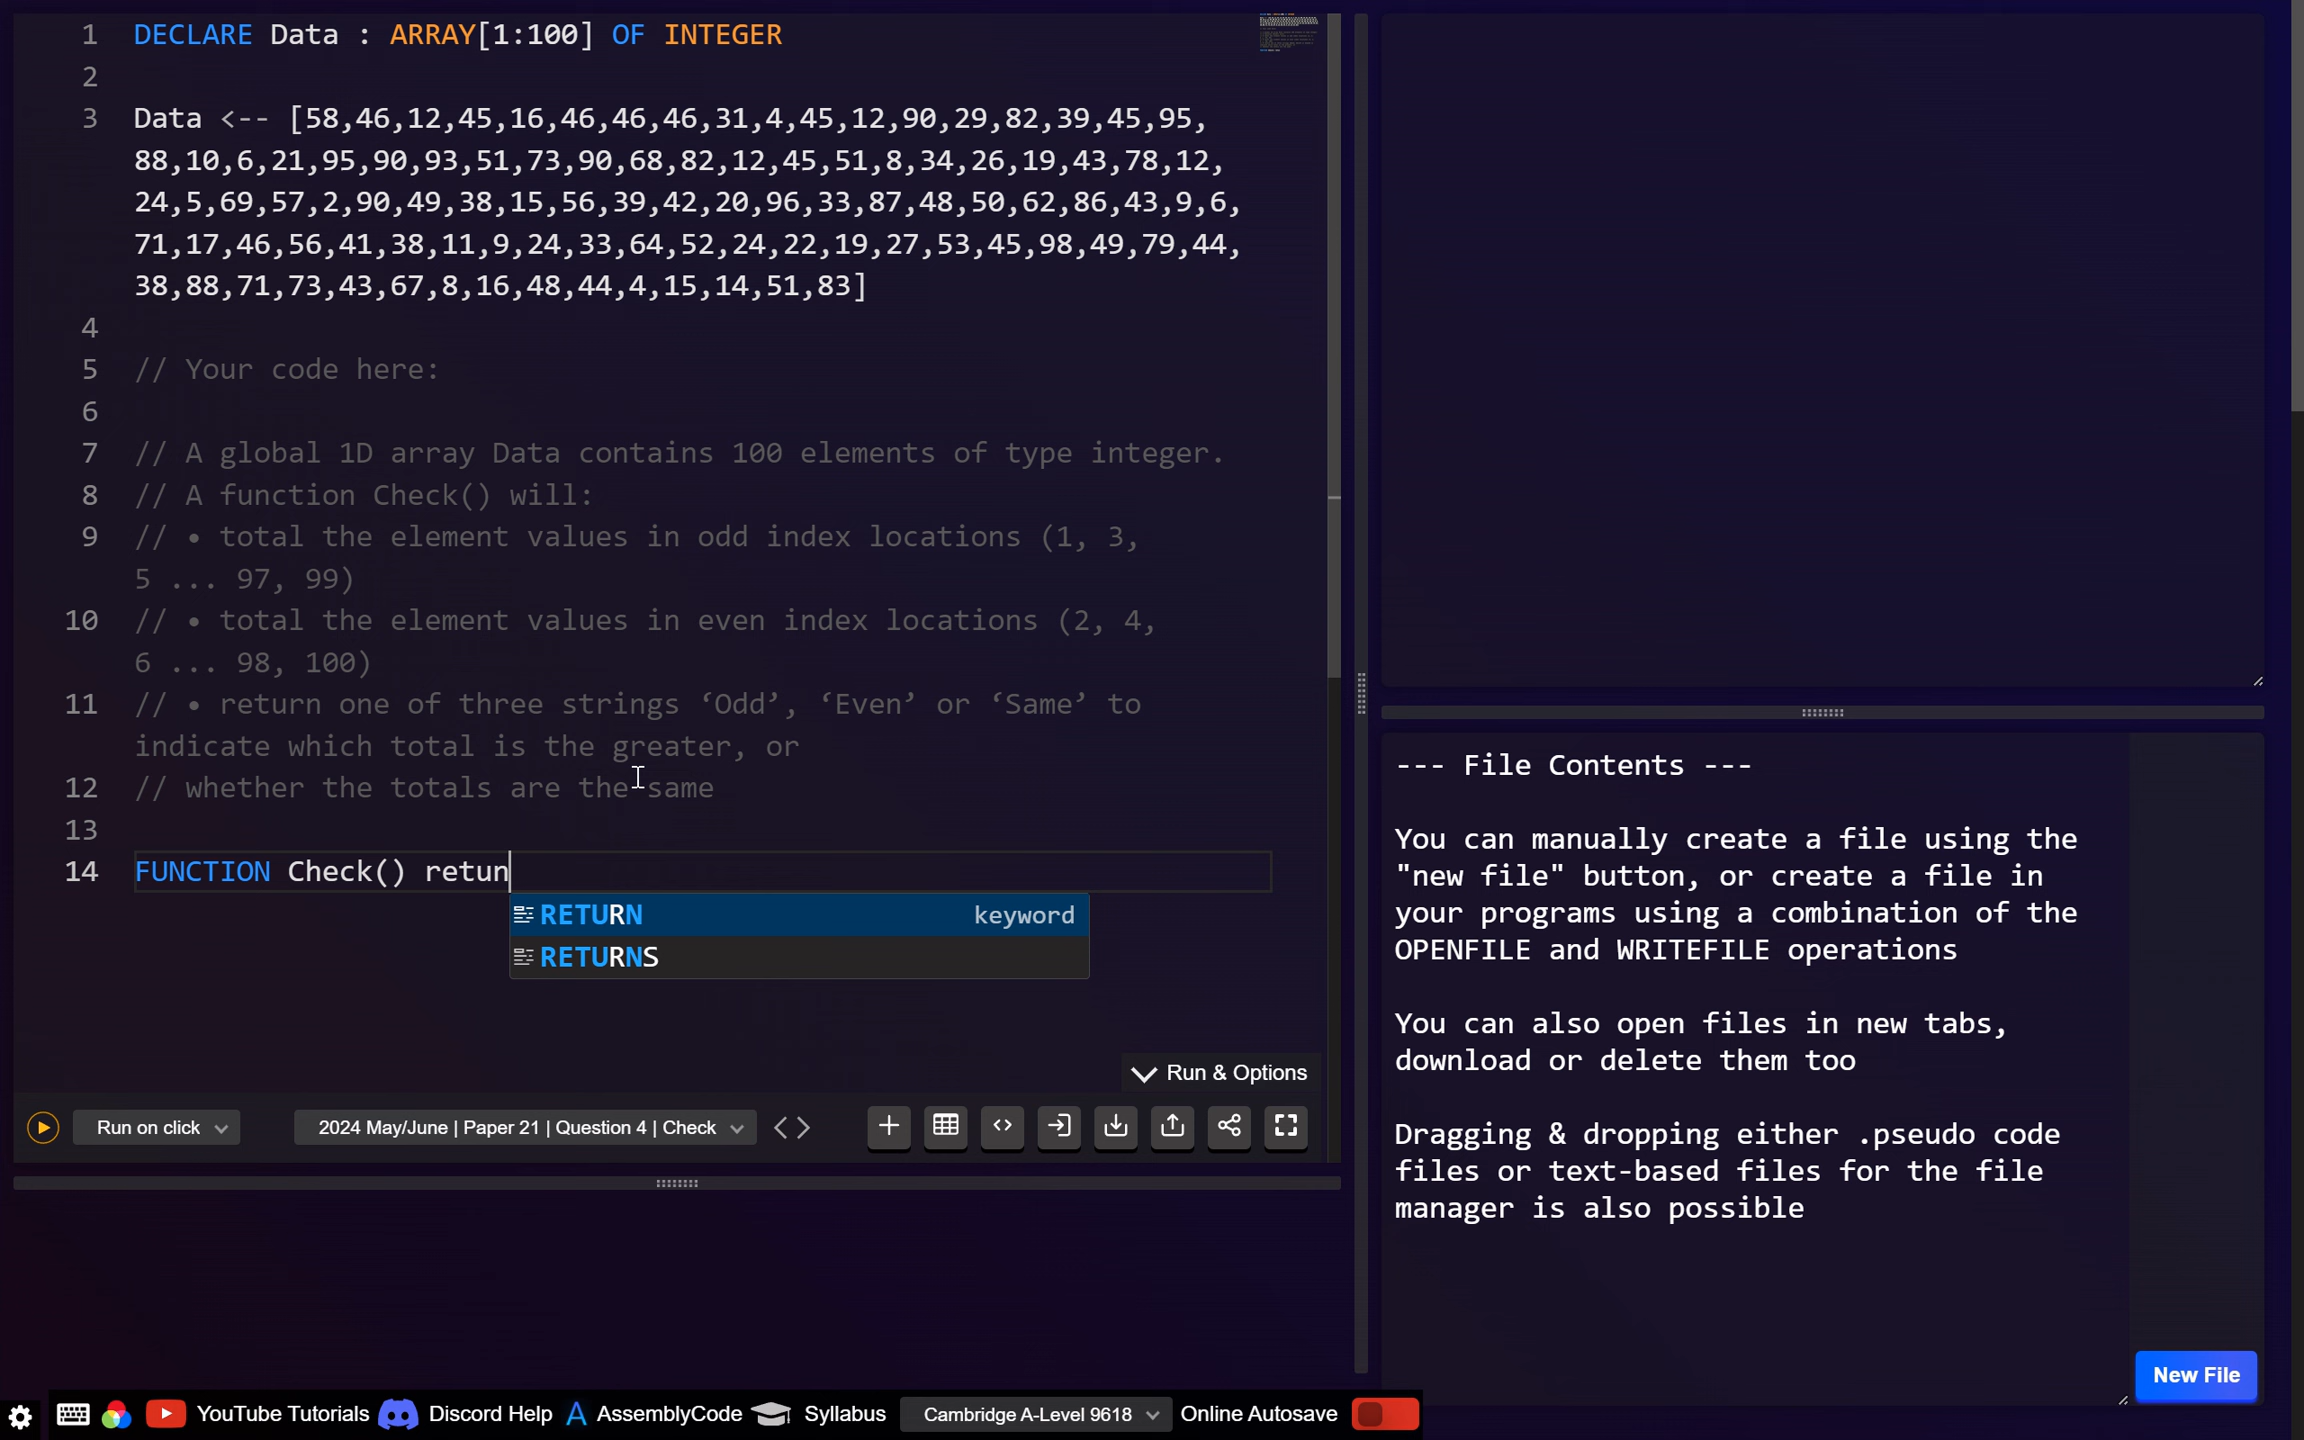 1 DECLARE Data : ARRAY[1:100] OF INTEGER
2
3 Data <-- [58,46,12,45,16,46,46,46,31,4,45,12,90,29,82,39,45,95,
88,10,6,21,95,90,93,51,73,90,68,82,12,45,51,8,34,26,19,43,78,12,
24,5,69,57,2,90,49,38,15,56,39,42,20,96,33,87,48,50,62,86,43,9,6,
71,17,46,56,41,38,11,9,24,33,64,52,24,22,19,27,53,45,98,49,79,44,
38,88,71,73,43,67,8,16,48,44,4,15,14,51,83]
4
5 // Your code here:
6
7 // A global 1D array Data contains 100 elements of type integer.
8 // A function Check() will:
9 // • total the element values in odd index locations (1, 3,
5 ... 97, 99)
10 // • total the element values in even index locations (2, 4,
6 ... 98, 100)
11 // • return one of three strings ‘Odd’, ‘Even’ or ‘Same’ to
indicate which total is the greater, or
12 // whether the totals are the same
13
14 FUNCTION Check() retun
RETURN keyword
RETURNS
Run & Options
Run on click
2024 May/June | Paper 21 | Question 4 | Check
--- File Contents ---
You can manually create a file using the
"new file" button, or create a file in
your programs using a combination of the
OPENFILE and WRITEFILE operations
You can also open files in new tabs,
download or delete them too
Dragging & dropping either .pseudo code
files or text-based files for the file
manager is also possible
New File
YouTube Tutorials
Discord Help
AssemblyCode
Syllabus
Cambridge A-Level 9618
Online Autosave